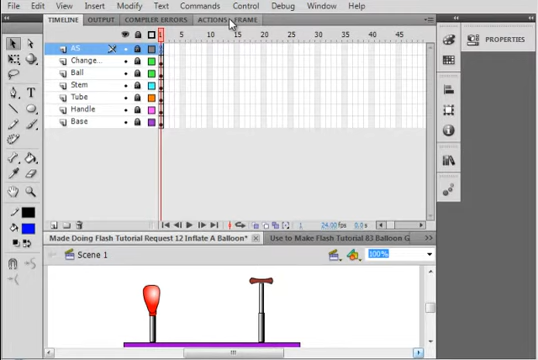 File Edit View Insert Modify Text Commands Control Debug Window Help
TIMELINE OUTPUT COMPILER ERRORS ACTIONS - FRAME
PROPERTIES
1 5 10 15 20 25 30 35 40 45
AS
Change...
Ball
Stem
Tube
Handle
Base
1 24.00 fps 0.0 s
Made Doing Flash Tutorial Request 12 Inflate A Balloon* × Use to Make Flash Tutorial 83 Balloon G
Scene 1
100%